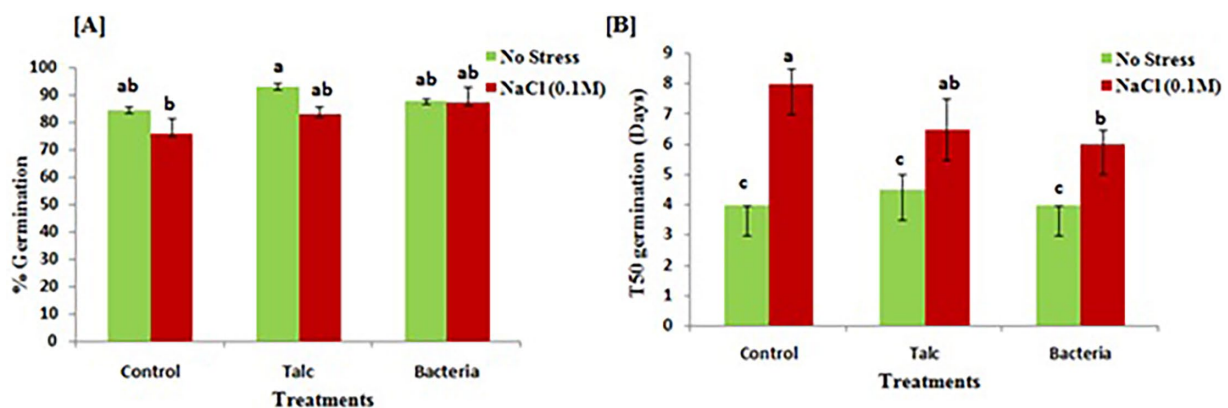 [A]
No Stress
NaCl(0.1M)
% Germination
100
90
80
70
60
50
40
30
20
10
0
ab
b
a
ab
ab
ab
Control
Talc
Bacteria
Treatments
[B]
No Stress
NaCl(0.1M)
T50 germination (Days)
9
8
7
6
5
4
3
2
1
0
c
a
c
ab
c
b
Control
Talc
Bacteria
Treatments